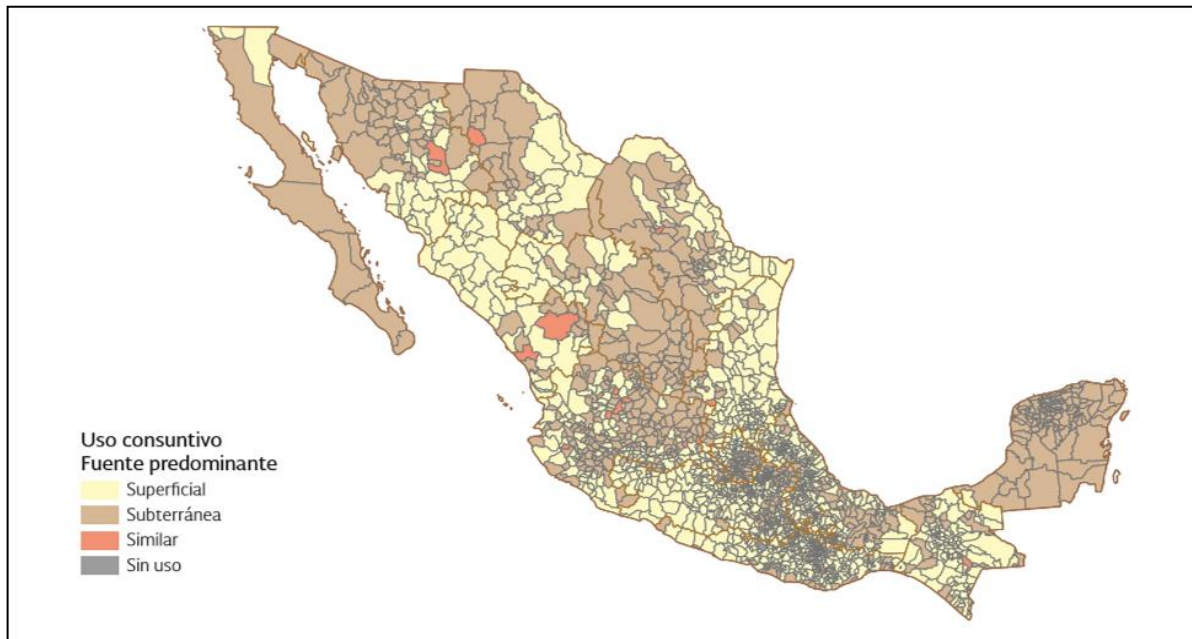 Uso consuntivo
Fuente predominante
Superficial
Subterránea
Similar
Sin uso